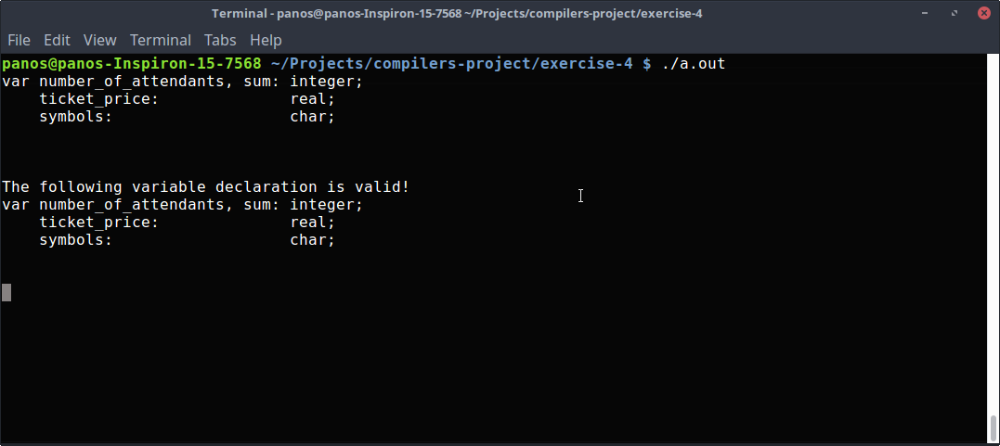 Terminal - panos@panos-Inspiron-15-7568 ~/Projects/compilers-project/exercise-4
File Edit View Terminal Tabs Help
panos@panos-Inspiron-15-7568 ~/Projects/compilers-project/exercise-4 $ ./a.out
var number_of_attendants, sum: integer;
    ticket_price:              real;
    symbols:                   char;
The following variable declaration is valid!
var number_of_attendants, sum: integer;
    ticket_price:              real;
    symbols:                   char;